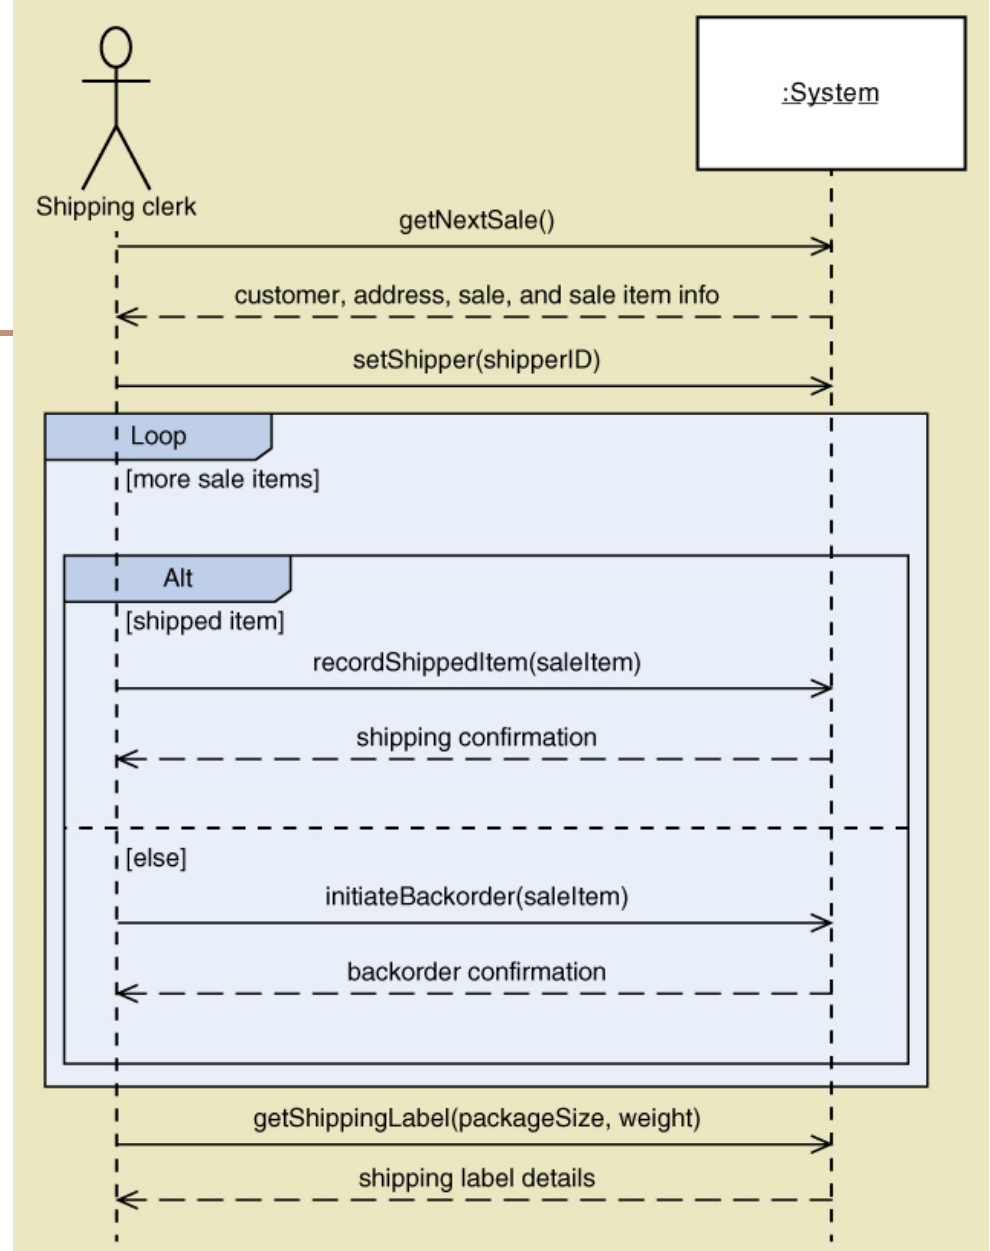 :System
Shipping clerk
getNextSale()
customer, address, sale, and sale item info
setShipper(shipperID)
Loop
[more sale items]
Alt
[shipped item]
recordShippedItem(saleItem)
shipping confirmation
[else]
initiateBackorder(saleItem)
backorder confirmation
getShippingLabel(packageSize, weight)
shipping label details